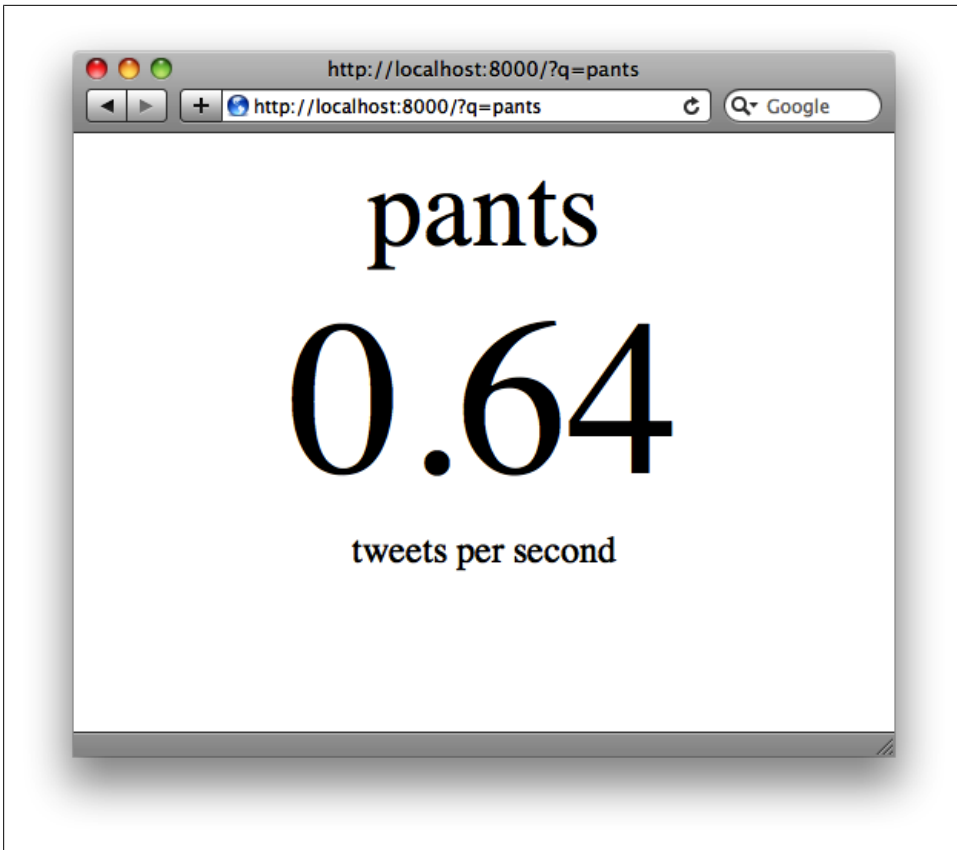 http://localhost:8000/?q=pants
http://localhost:8000/?q=pants
Google
pants
0.64
tweets per second